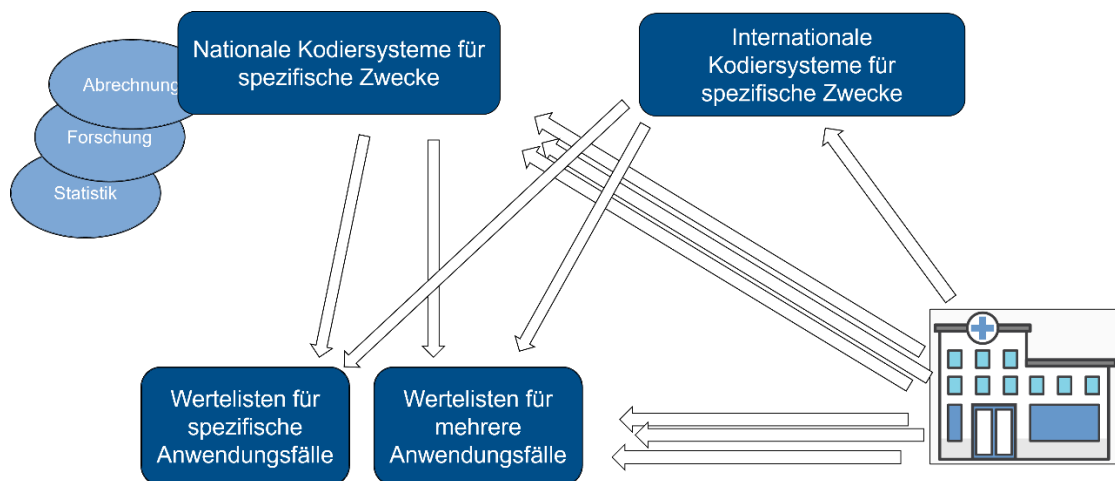 Nationale Kodiersysteme für
spezifische Zwecke
Internationale
Kodiersysteme für
spezifische Zwecke
Abrechnung
Forschung
Statistik
Wertelisten für
spezifische
Anwendungsfälle
Wertelisten für
mehrere
Anwendungsfälle